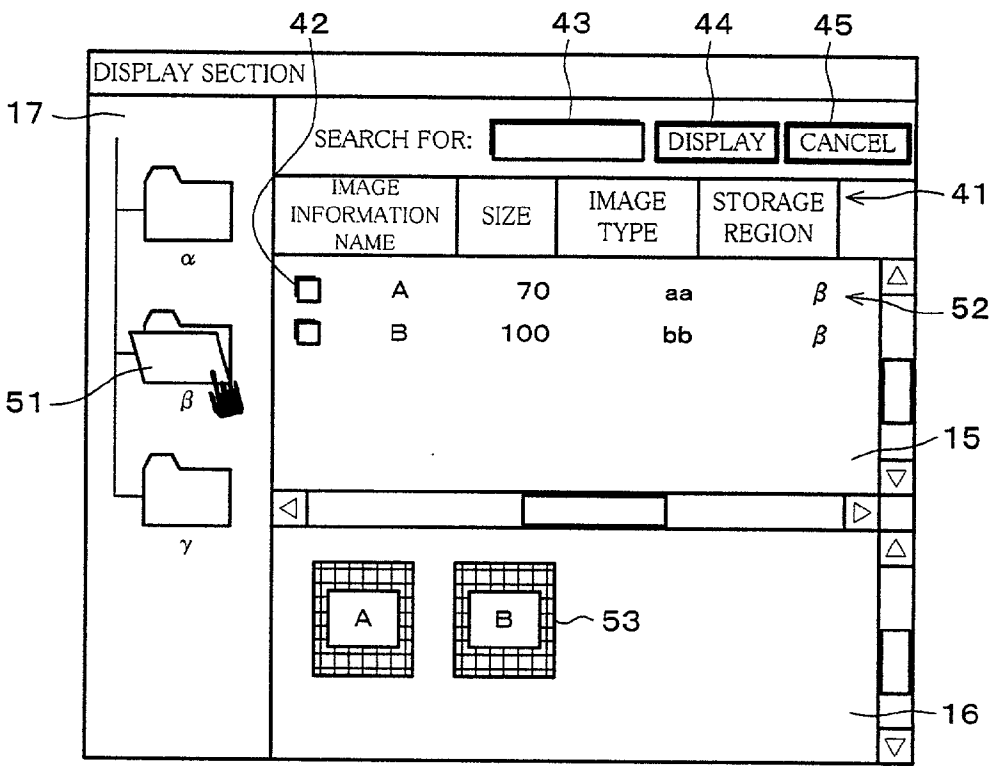 42 43 44 45
DISPLAY SECTION
17
SEARCH FOR: DISPLAY CANCEL
IMAGE
INFORMATION
NAME
SIZE
IMAGE
TYPE
STORAGE
REGION
41
α
A 70 aa β
52
B 100 bb β
51
β
15
γ
A
B
53
16